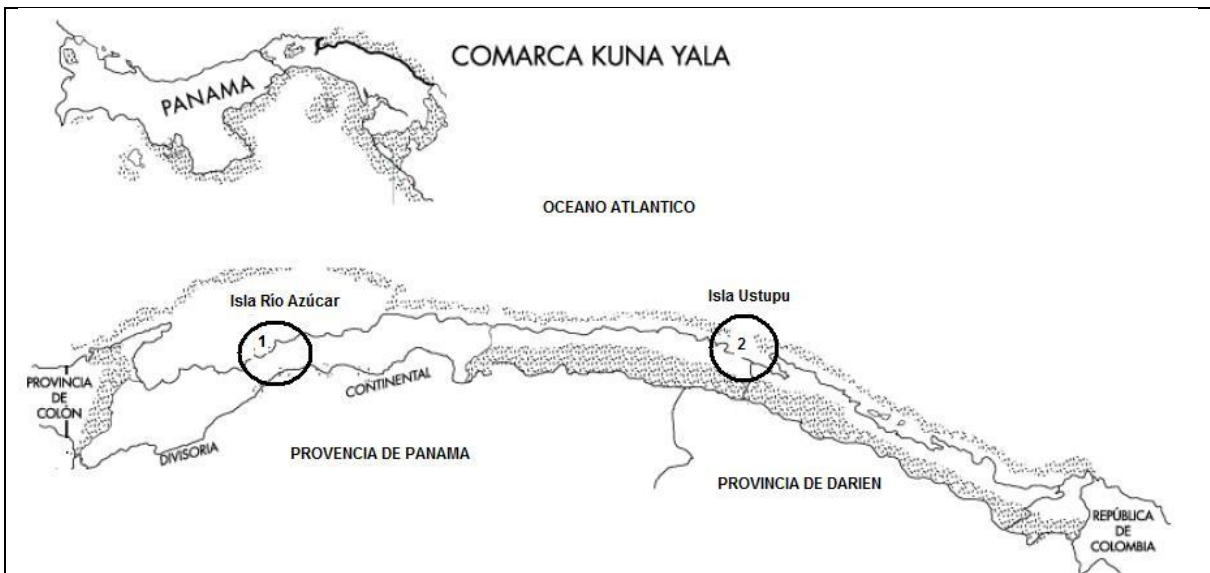 COMARCA KUNA YALA
PANAMA
OCEANO ATLANTICO
Isla Río Azúcar
Isla Ustupu
1
2
PROVINCIA
DE
COLÓN
CONTINENTAL
DIVISORIA
PROVENCIA DE PANAMA
PROVINCIA DE DARIEN
REPÚBLICA
DE
COLOMBIA